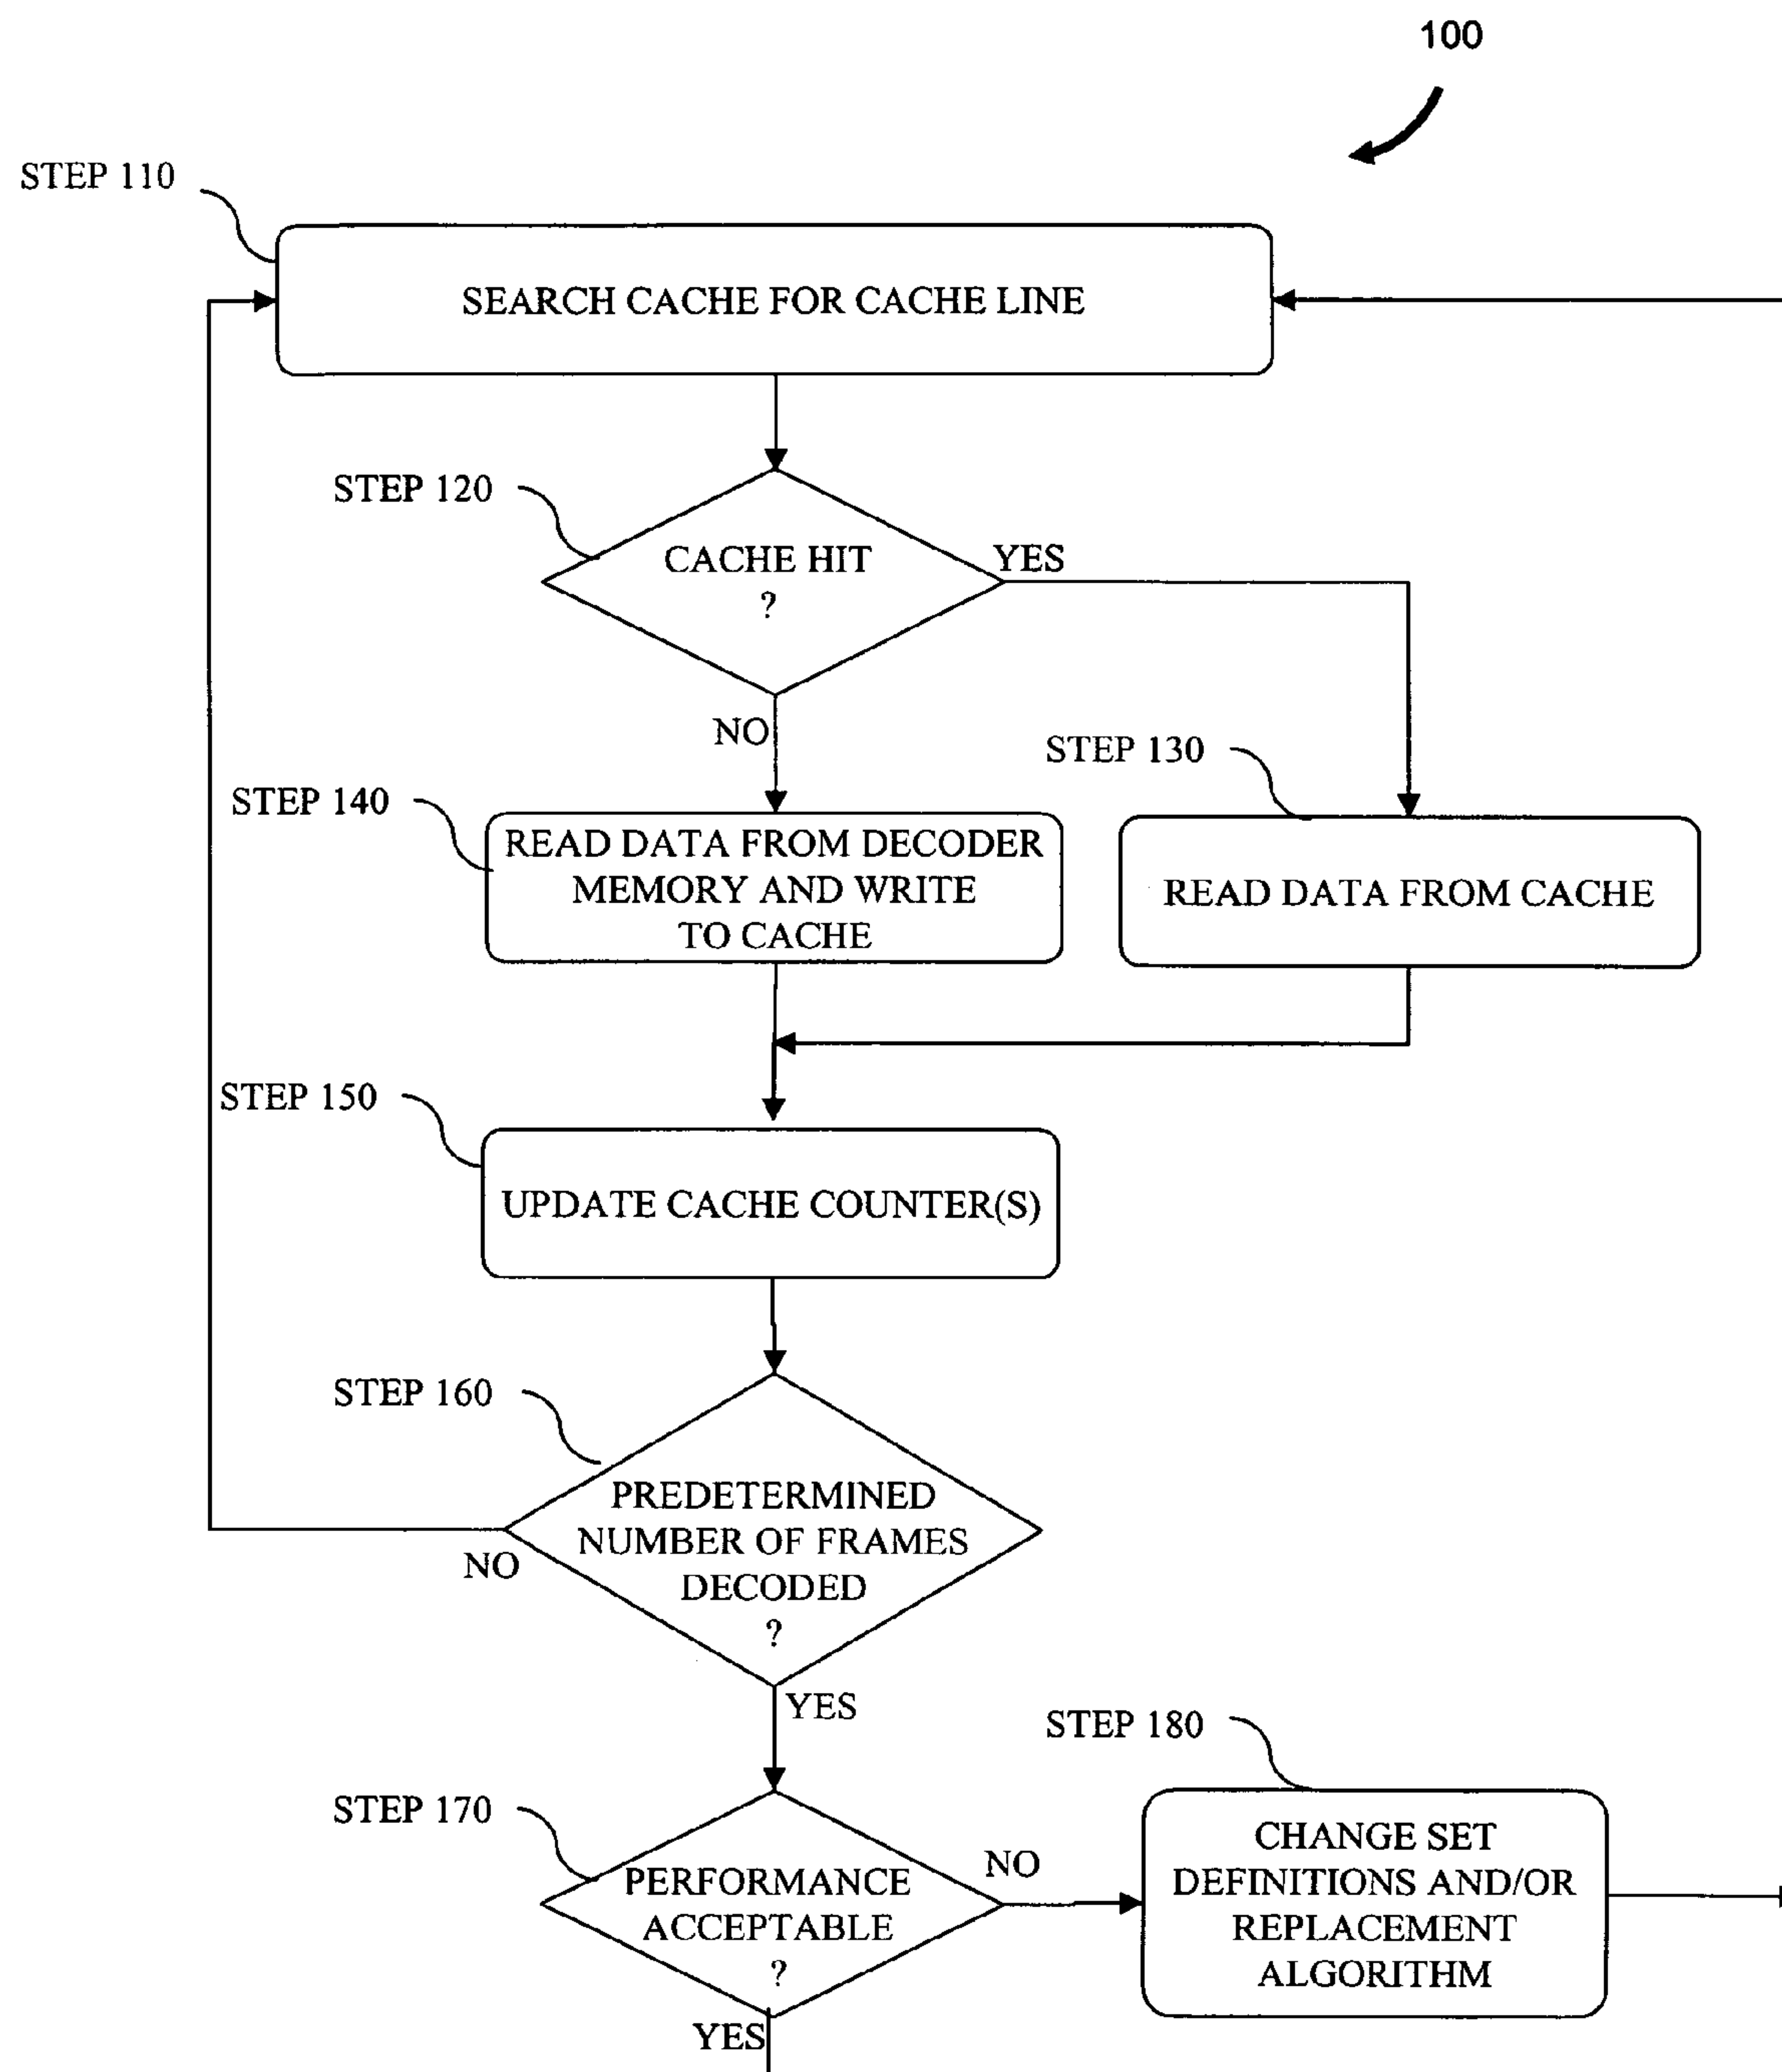 100
STEP 110
SEARCH CACHE FOR CACHE LINE
STEP 120
CACHE HIT
?
YES
NO
STEP 130
STEP 140
READ DATA FROM DECODER
MEMORY AND WRITE
TO CACHE
READ DATA FROM CACHE
STEP 150
UPDATE CACHE COUNTER(S)
STEP 160
PREDETERMINED
NUMBER OF FRAMES
DECODED
?
NO
YES
STEP 180
STEP 170
PERFORMANCE
ACCEPTABLE
?
NO
CHANGE SET
DEFINITIONS AND/OR
REPLACEMENT
ALGORITHM
YES